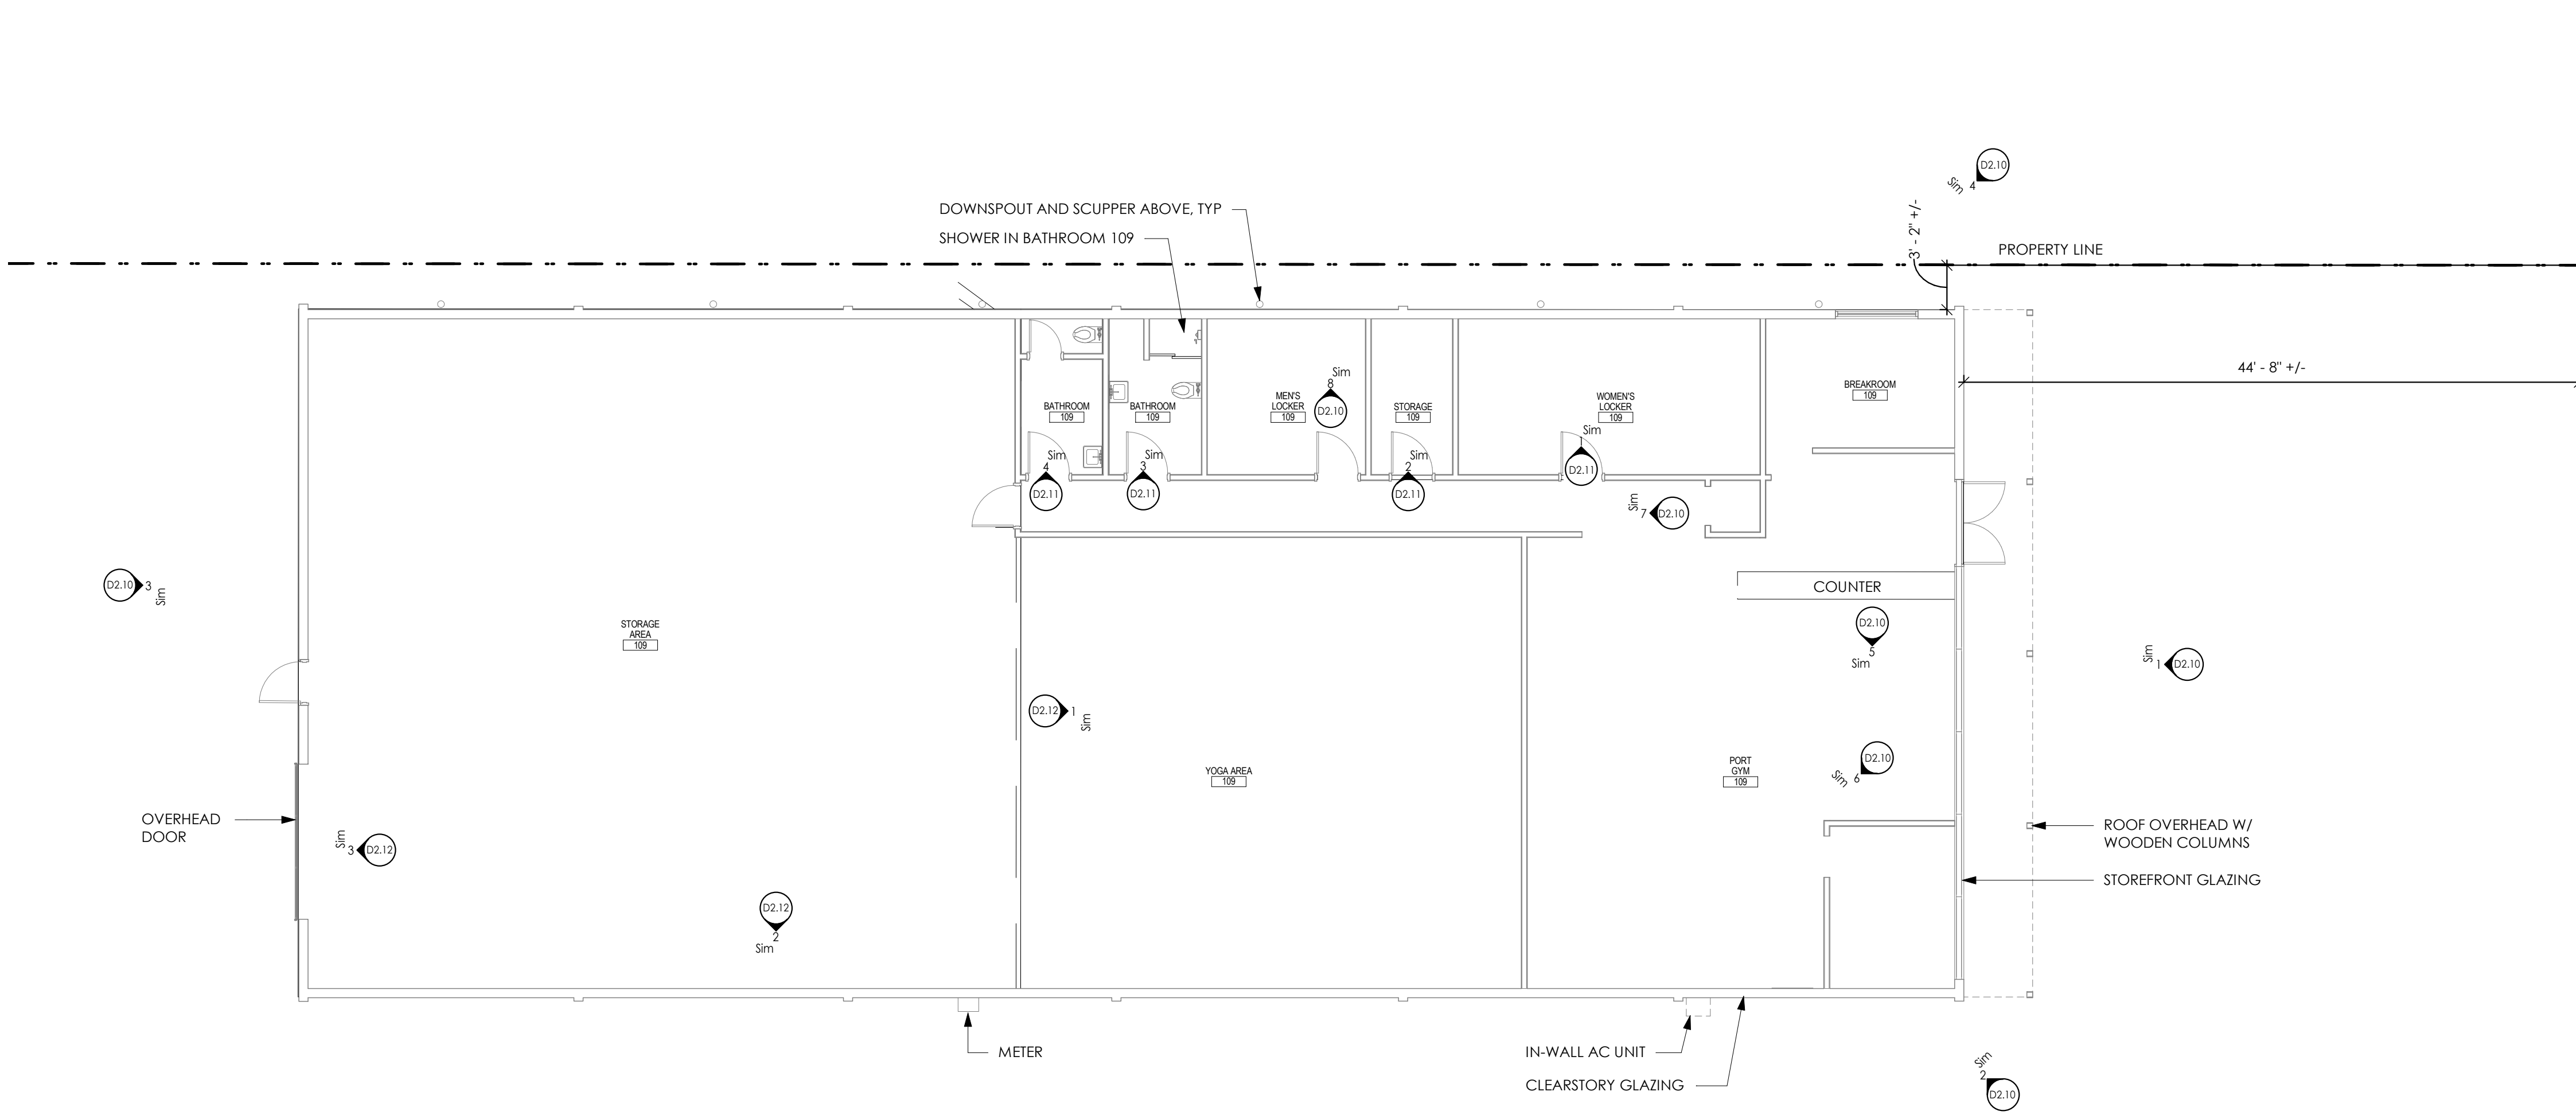 D2.10
Sim
4
DOWNSPOUT AND SCUPPER ABOVE, TYP
SHOWER IN BATHROOM 109
3' - 2" +/-
PROPERTY LINE
44' - 8" +/-
BATHROOM
109
BATHROOM
109
MEN'S
LOCKER
109
Sim
8
D2.10
STORAGE
109
WOMEN'S
LOCKER
109
BREAKROOM
109
Sim
4
D2.11
Sim
3
D2.11
Sim
2
D2.11
Sim
1
D2.11
Sim
7
D2.10
D2.10
3
Sim
COUNTER
STORAGE
AREA
109
D2.10
5
Sim
Sim
1
D2.10
D2.12
1
Sim
YOGA AREA
109
PORT
GYM
109
D2.10
6
Sim
OVERHEAD
DOOR
Sim
3
D2.12
ROOF OVERHEAD W/
WOODEN COLUMNS
STOREFRONT GLAZING
D2.12
2
Sim
METER
IN-WALL AC UNIT
CLEARSTORY GLAZING
Sim
2
D2.10